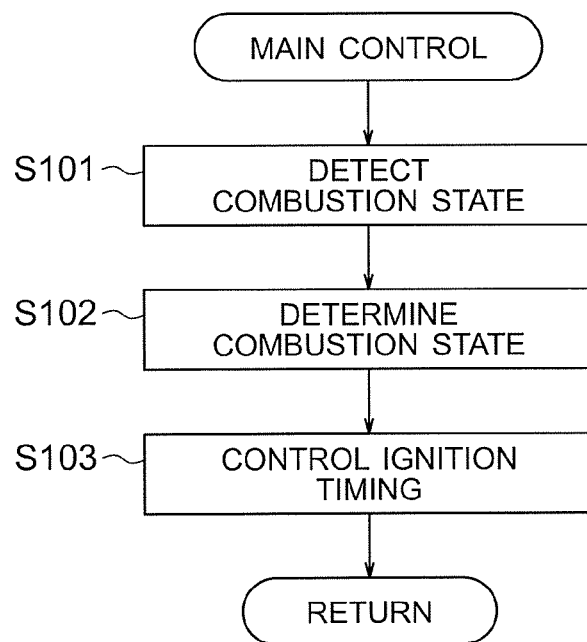 MAIN CONTROL
S101
DETECT
COMBUSTION STATE
S102
DETERMINE
COMBUSTION STATE
S103
CONTROL IGNITION
TIMING
RETURN